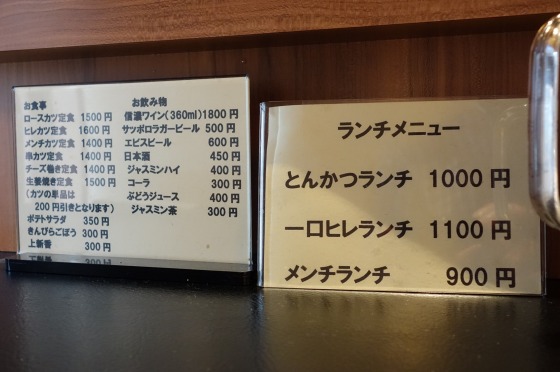 お食事
ロースカツ定食 1500円
ヒレカツ定食 1600円
メンチカツ定食 1400円
串カツ定食 1400円
チーズ巻き定食 1400円
生姜焼き定食 1500円
(カツの単品は
200円引きとなります)
ポテトサラダ 350円
きんぴらごぼう 300円
上新香 300円
300円
お飲み物
信濃ワイン(360ml)1800円
サッポロラガービール 500円
エビスビール 600円
日本酒 450円
ジャスミンハイ 400円
コーラ 300円
ぶどうジュース 400円
ジャスミン茶 300円
ランチメニュー
とんかつランチ 1000円
一口ヒレランチ 1100円
メンチランチ 900円